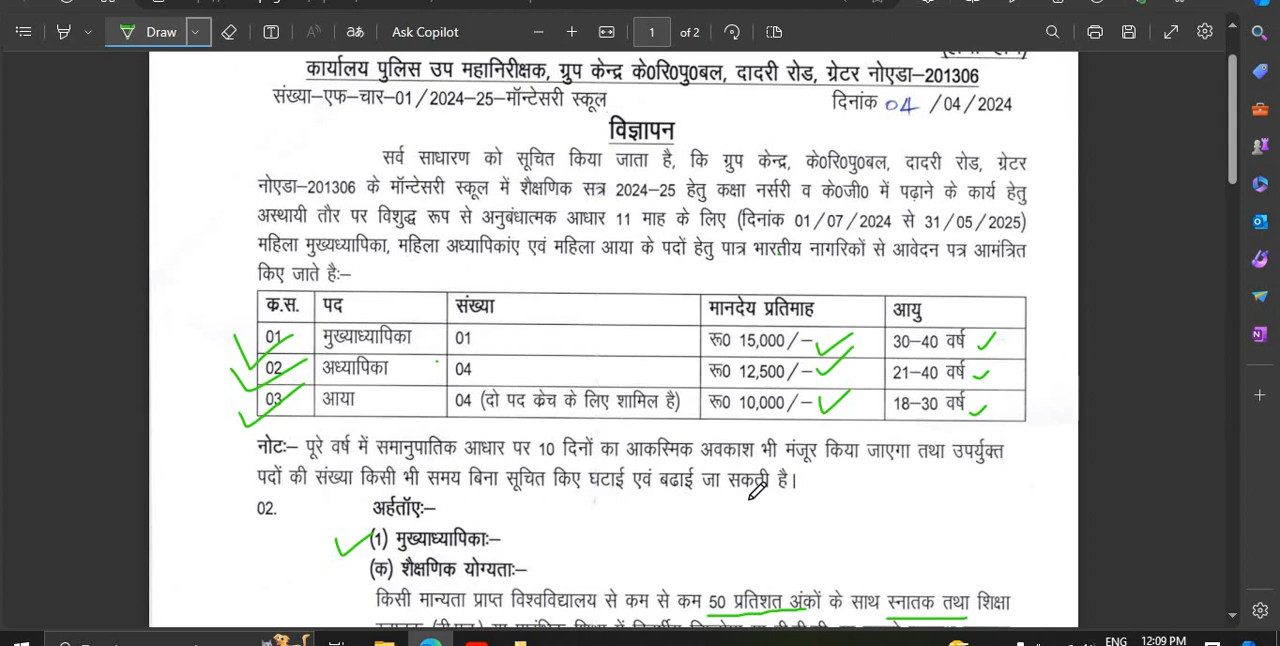 Draw
Ask Copilot
1 of 2
कार्यालय पुलिस उप महानिरीक्षक, ग्रुप केन्द्र के0रि0पु0बल, दादरी रोड, ग्रेटर नोएडा–201306
संख्या–एफ–चार–01/2024–25–मॉन्टेसरी स्कूल दिनांक 04 /04/2024
विज्ञापन
सर्व साधारण को सूचित किया जाता है, कि ग्रुप केन्द्र, के0रि0पु0बल, दादरी रोड, ग्रेटर
नोएडा–201306 के मॉन्टेसरी स्कूल में शैक्षणिक सत्र 2024–25 हेतु कक्षा नर्सरी व के0जी0 में पढ़ाने के कार्य हेतु
अस्थायी तौर पर विशुद्ध रूप से अनुबंधात्मक आधार 11 माह के लिए (दिनांक 01/07/2024 से 31/05/2025)
महिला मुख्यध्यापिका, महिला अध्यापिकांए एवं महिला आया के पदों हेतु पात्र भारतीय नागरिकों से आवेदन पत्र आमंत्रित
किए जाते है:–
क.स. पद संख्या मानदेय प्रतिमाह आयु
01 मुख्याध्यापिका 01 रू0 15,000/– 30–40 वर्ष
02 अध्यापिका 04 रू0 12,500/– 21–40 वर्ष
03 आया 04 (दो पद क्रेच के लिए शामिल है) रू0 10,000/– 18–30 वर्ष
नोटः– पूरे वर्ष में समानुपातिक आधार पर 10 दिनों का आकस्मिक अवकाश भी मंजूर किया जाएगा तथा उपर्युक्त
पदों की संख्या किसी भी समय बिना सूचित किए घटाई एवं बढाई जा सकती है।
02. अर्हताँएः–
(1) मुख्याध्यापिकाः–
(क) शैक्षणिक योग्यताः–
किसी मान्यता प्राप्त विश्वविद्यालय से कम से कम 50 प्रतिशत अंकों के साथ स्नातक तथा शिक्षा
ENG 12:09 PM